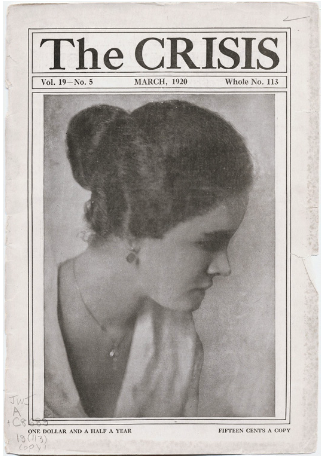 The CRISIS
Vol. 19—No. 5 MARCH, 1920 Whole No. 113
ONE DOLLAR AND A HALF A YEAR FIFTEEN CENTS A COPY
JWJ
A